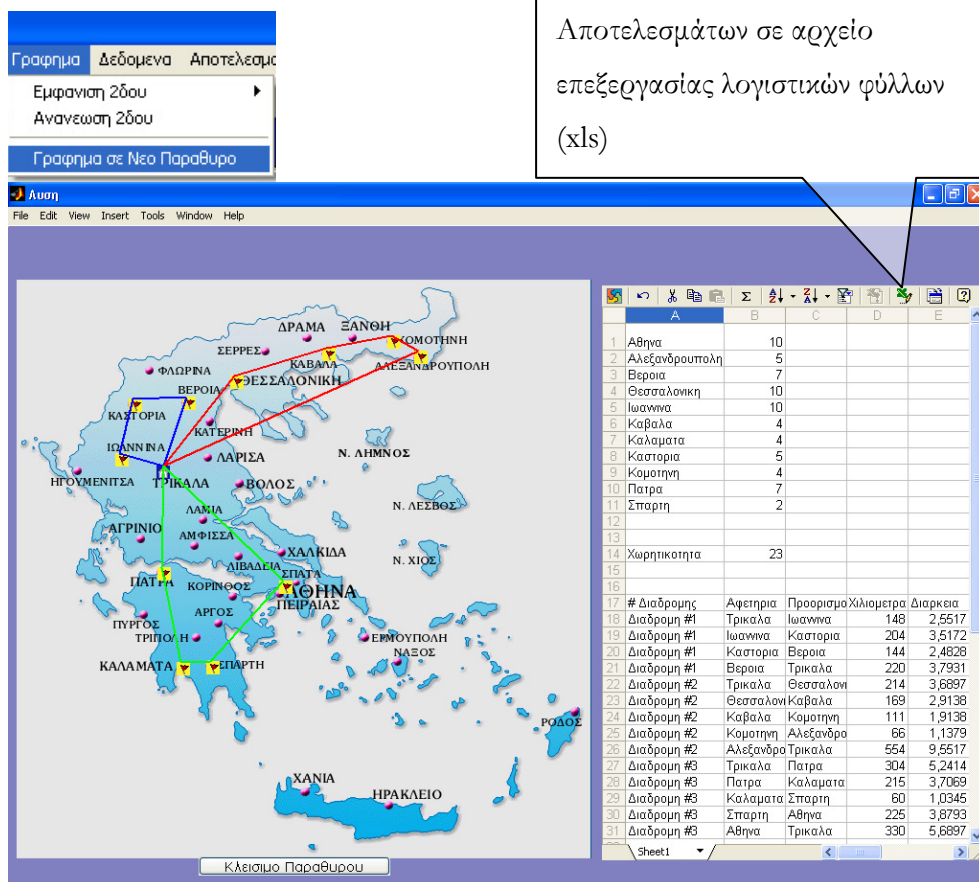 Γραφημα Δεδομενα Αποτελεσμα
Εμφανιση 2δου
Ανανεωση 2δου
Γραφημα σε Νεο Παραθυρο
Αποτελεσμάτων σε αρχείο
επεξεργασίας λογιστικών φύλλων
(xls)
Λυση
File Edit View Insert Tools Window Help
ΔΡΑΜΑ ΞΑΝΘΗ
ΚΟΜΟΤΗΝΗ
ΣΕΡΡΕΣ
ΚΑΒΑΛΑ ΑΛΕΞΑΝΔΡΟΥΠΟΛΗ
ΦΛΩΡΙΝΑ
ΘΕΣΣΑΛΟΝΙΚΗ
ΒΕΡΟΙΑ
ΚΑΣΤΟΡΙΑ
ΚΑΤΕΡΙΝΗ
ΙΩΑΝΝΙΝΑ
ΛΑΡΙΣΑ
Ν. ΛΗΜΝΟΣ
ΗΓΟΥΜΕΝΙΤΣΑ
ΤΡΙΚΑΛΑ
ΒΟΛΟΣ
Ν. ΛΕΣΒΟΣ
ΛΑΜΙΑ
ΑΓΡΙΝΙΟ
ΑΜΦΙΣΣΑ
ΧΑΛΚΙΔΑ
Ν. ΧΙΟΣ
ΛΙΒΑΔΕΙΑ
ΣΠΑΤΑ
ΠΑΤΡΑ
ΚΟΡΙΝΘΟΣ
ΑΘΗΝΑ
ΠΕΙΡΑΙΑΣ
ΑΡΓΟΣ
ΠΥΡΓΟΣ
ΤΡΙΠΟΛΗ
ΕΡΜΟΥΠΟΛΗ
ΝΑΞΟΣ
ΚΑΛΑΜΑΤΑ
ΣΠΑΡΤΗ
ΡΟΔΟΣ
ΧΑΝΙΑ
ΗΡΑΚΛΕΙΟ
Κλεισιμο Παραθυρου
A B C D E
1 Αθηνα 10
2 Αλεξανδρουπολη 5
3 Βεροια 7
4 Θεσσαλονικη 10
5 Ιωαννινα 10
6 Καβαλα 4
7 Καλαματα 4
8 Καστορια 5
9 Κομοτηνη 4
10 Πατρα 7
11 Σπαρτη 2
12
13
14 Χωρητικοτητα 23
15
16
17 # Διαδρομης Αφετηρια Προορισμο Χιλιομετρα Διαρκεια
18 Διαδρομη #1 Τρικαλα Ιωαννινα 148 2,5517
19 Διαδρομη #1 Ιωαννινα Καστορια 204 3,5172
20 Διαδρομη #1 Καστορια Βεροια 144 2,4828
21 Διαδρομη #1 Βεροια Τρικαλα 220 3,7931
22 Διαδρομη #2 Τρικαλα Θεσσαλονι 214 3,6897
23 Διαδρομη #2 Θεσσαλονι Καβαλα 169 2,9138
24 Διαδρομη #2 Καβαλα Κομοτηνη 111 1,9138
25 Διαδρομη #2 Κομοτηνη Αλεξανδρο 66 1,1379
26 Διαδρομη #2 Αλεξανδρο Τρικαλα 554 9,5517
27 Διαδρομη #3 Τρικαλα Πατρα 304 5,2414
28 Διαδρομη #3 Πατρα Καλαματα 215 3,7069
29 Διαδρομη #3 Καλαματα Σπαρτη 60 1,0345
30 Διαδρομη #3 Σπαρτη Αθηνα 225 3,8793
31 Διαδρομη #3 Αθηνα Τρικαλα 330 5,6897
Sheet1